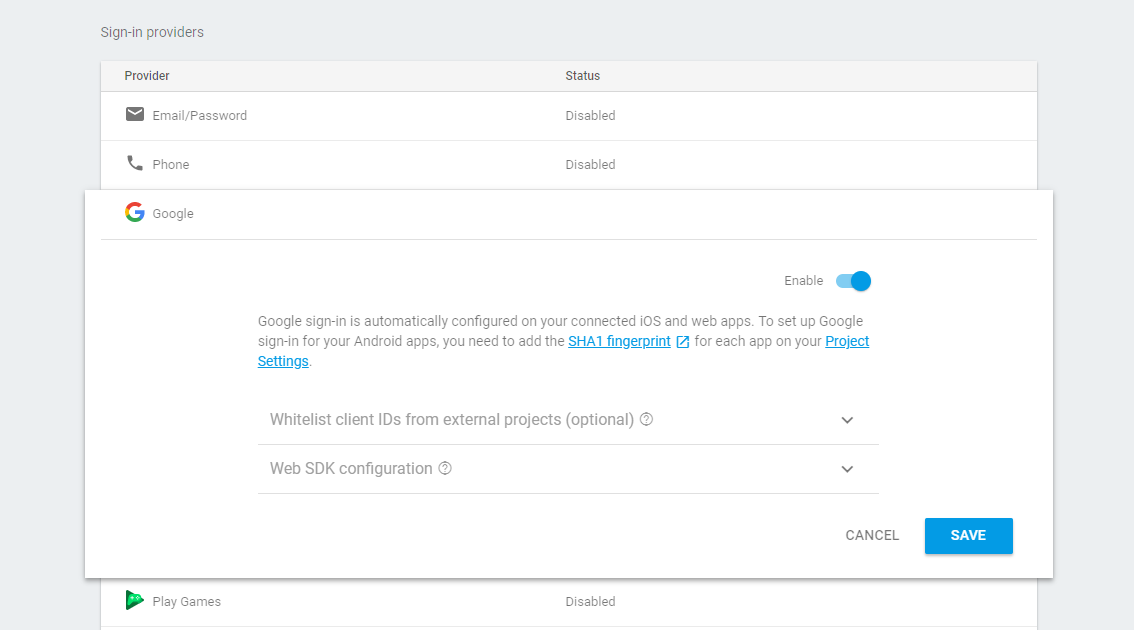 Sign-in providers
Provider Status
Email/Password Disabled
Phone Disabled
Google
Enable
Google sign-in is automatically configured on your connected iOS and web apps. To set up Google
sign-in for your Android apps, you need to add the SHA1 fingerprint for each app on your Project
Settings.
Whitelist client IDs from external projects (optional)
Web SDK configuration
CANCEL SAVE
Play Games Disabled